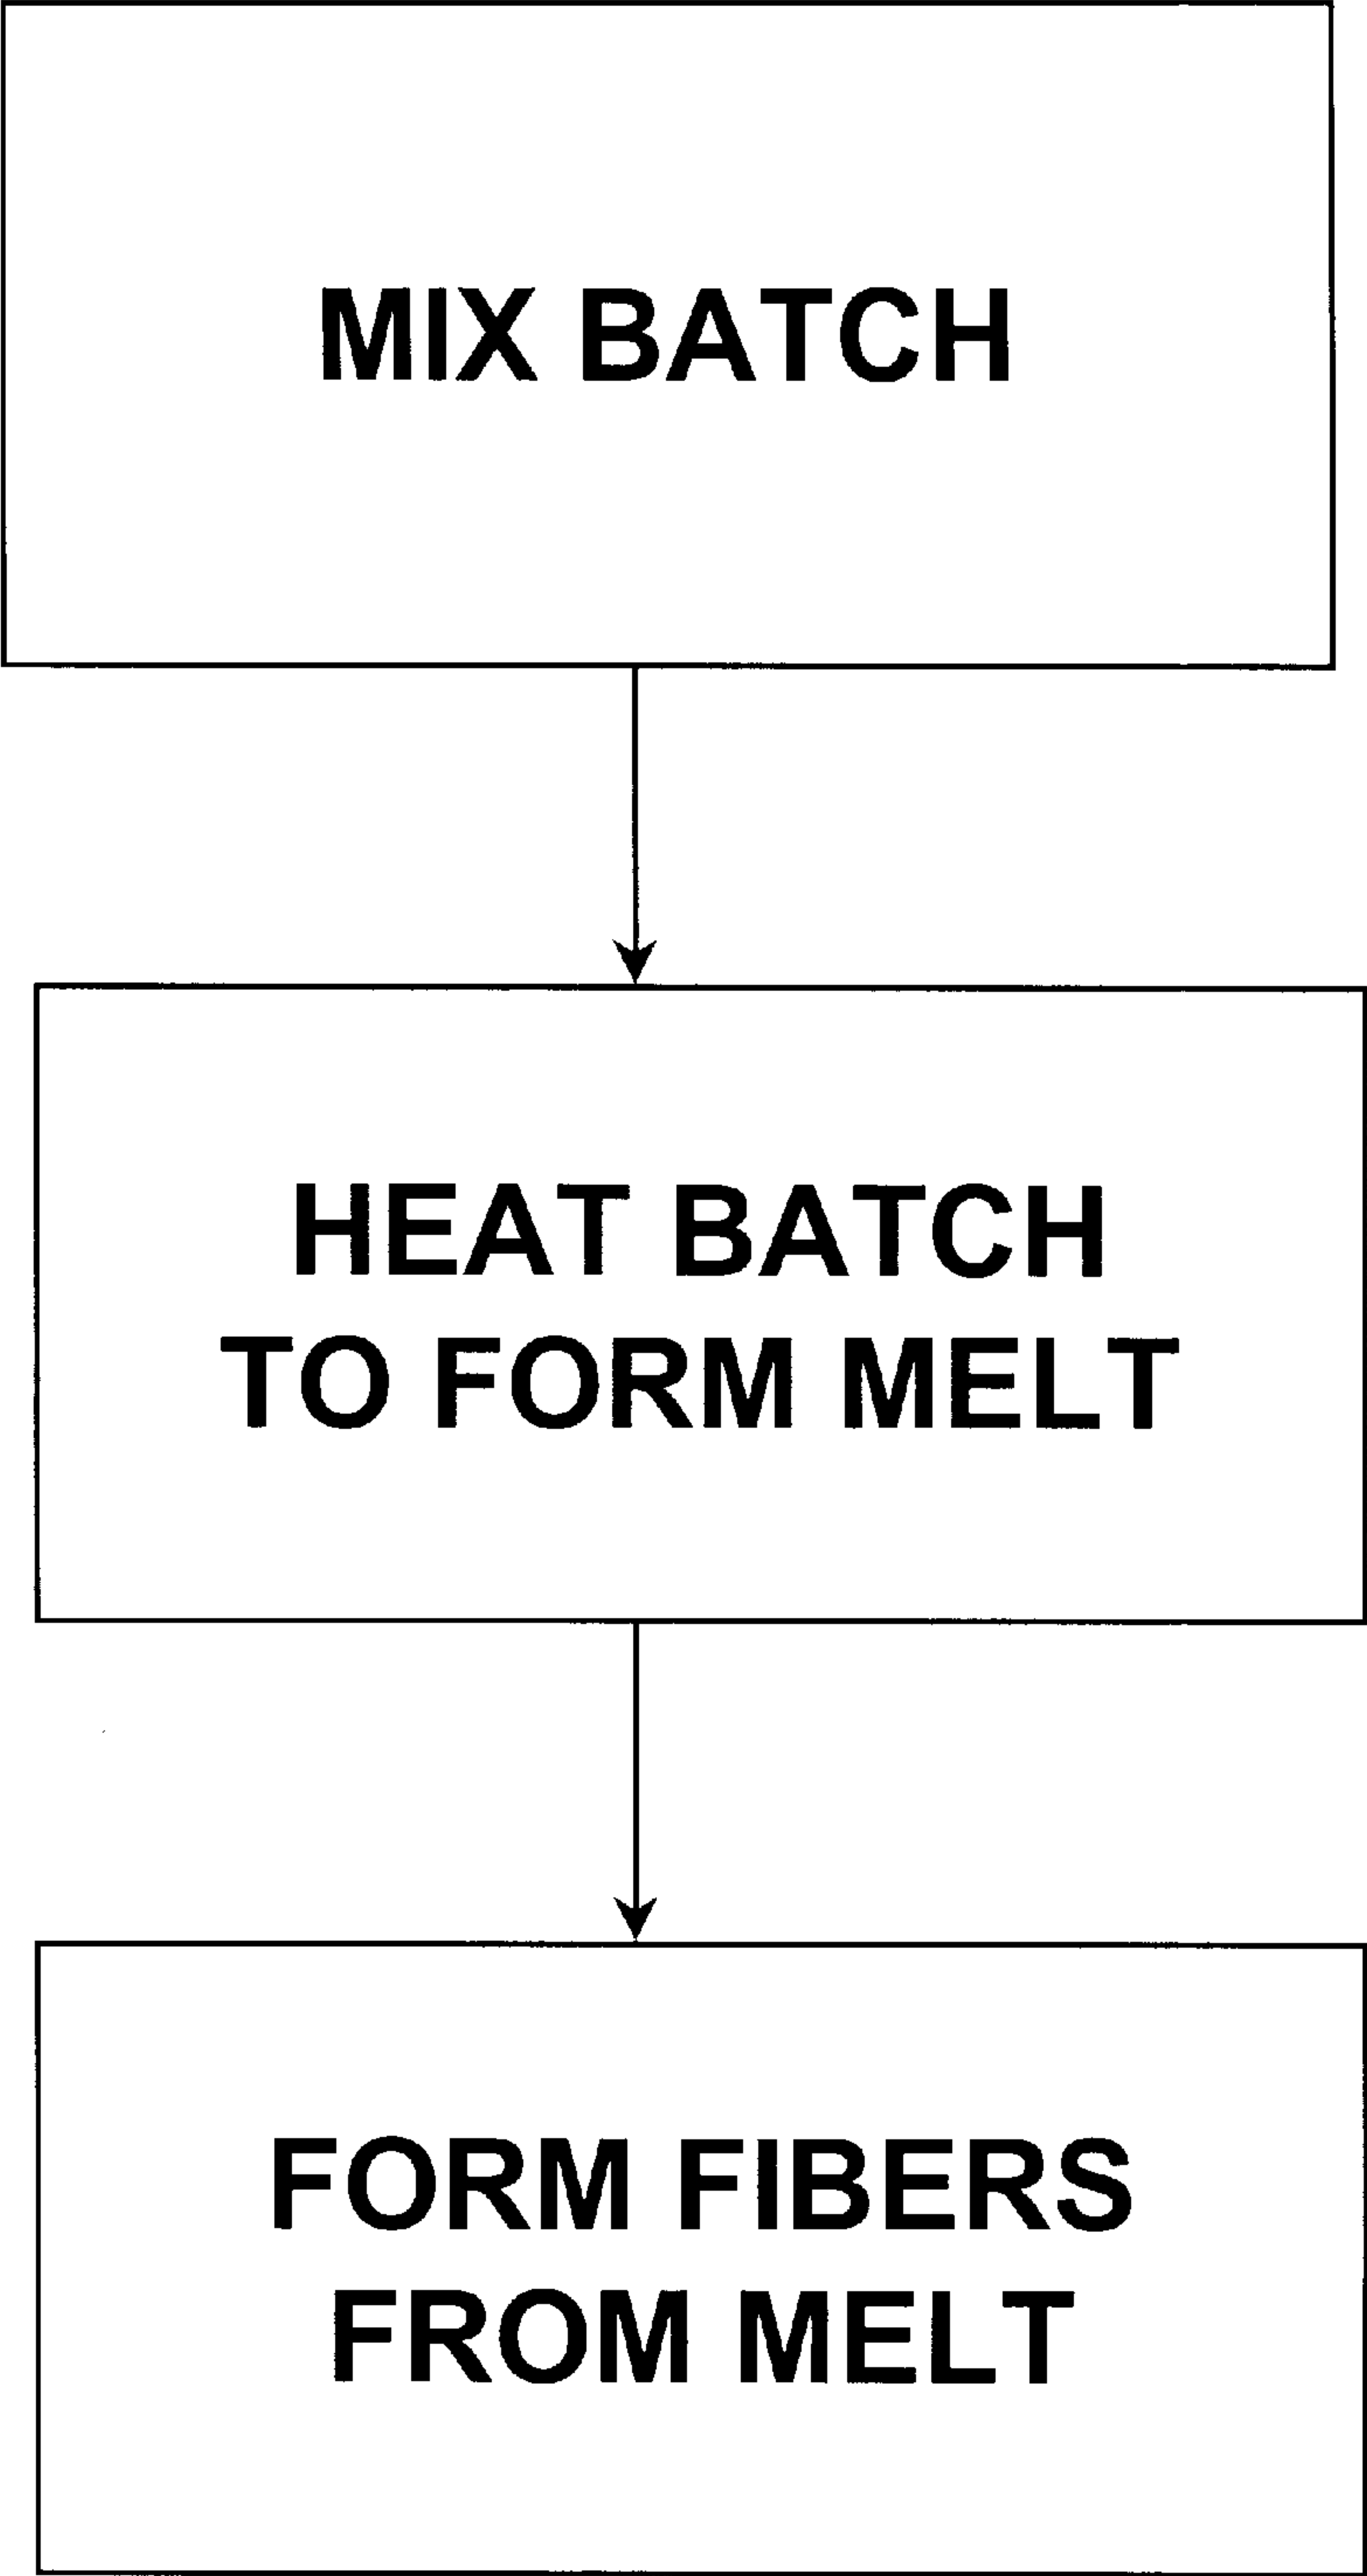 MIX BATCH
HEAT BATCH
TO FORM MELT
FORM FIBERS
FROM MELT